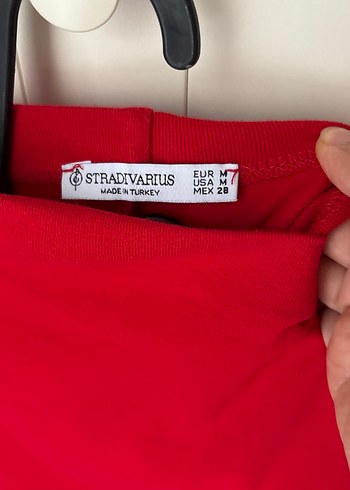 STRADIVARIUS
MADE IN TURKEY
EUR M
USA M
MEX 28